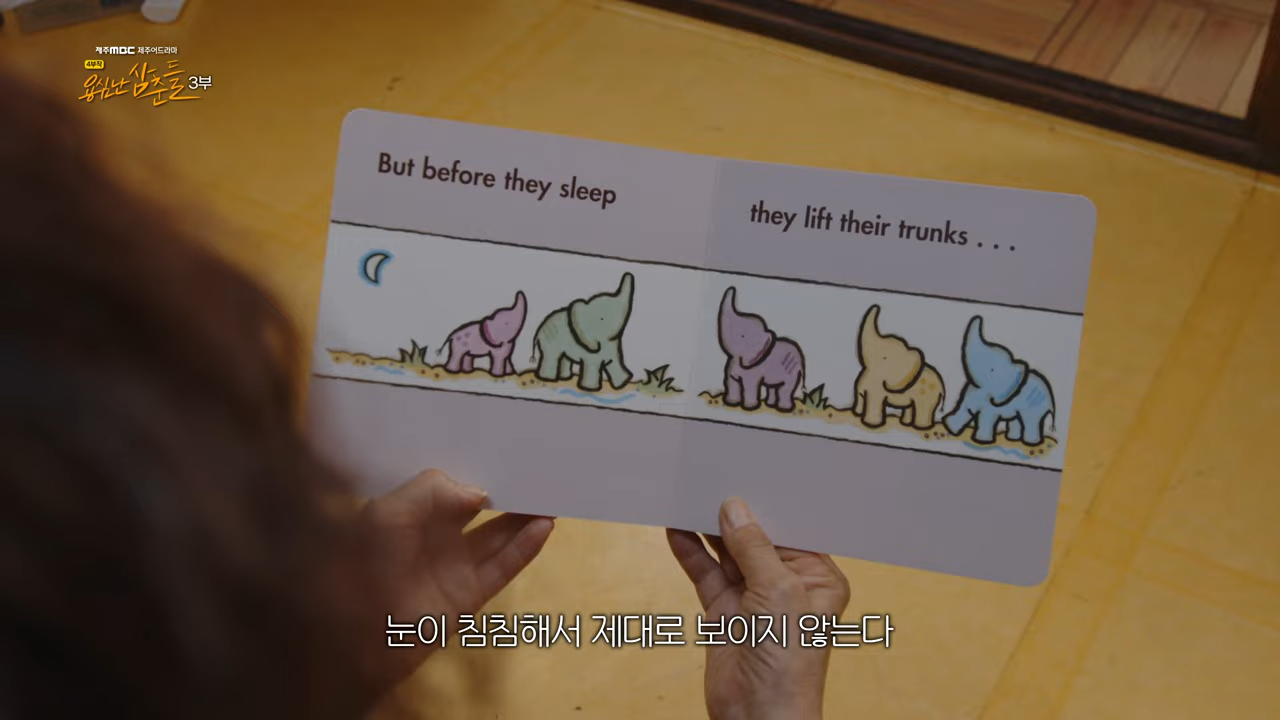 제주MBC 제주어드라마
4부작
용심난 삼춘들 3부
But before they sleep
they lift their trunks . . .
눈이 침침해서 제대로 보이지 않는다